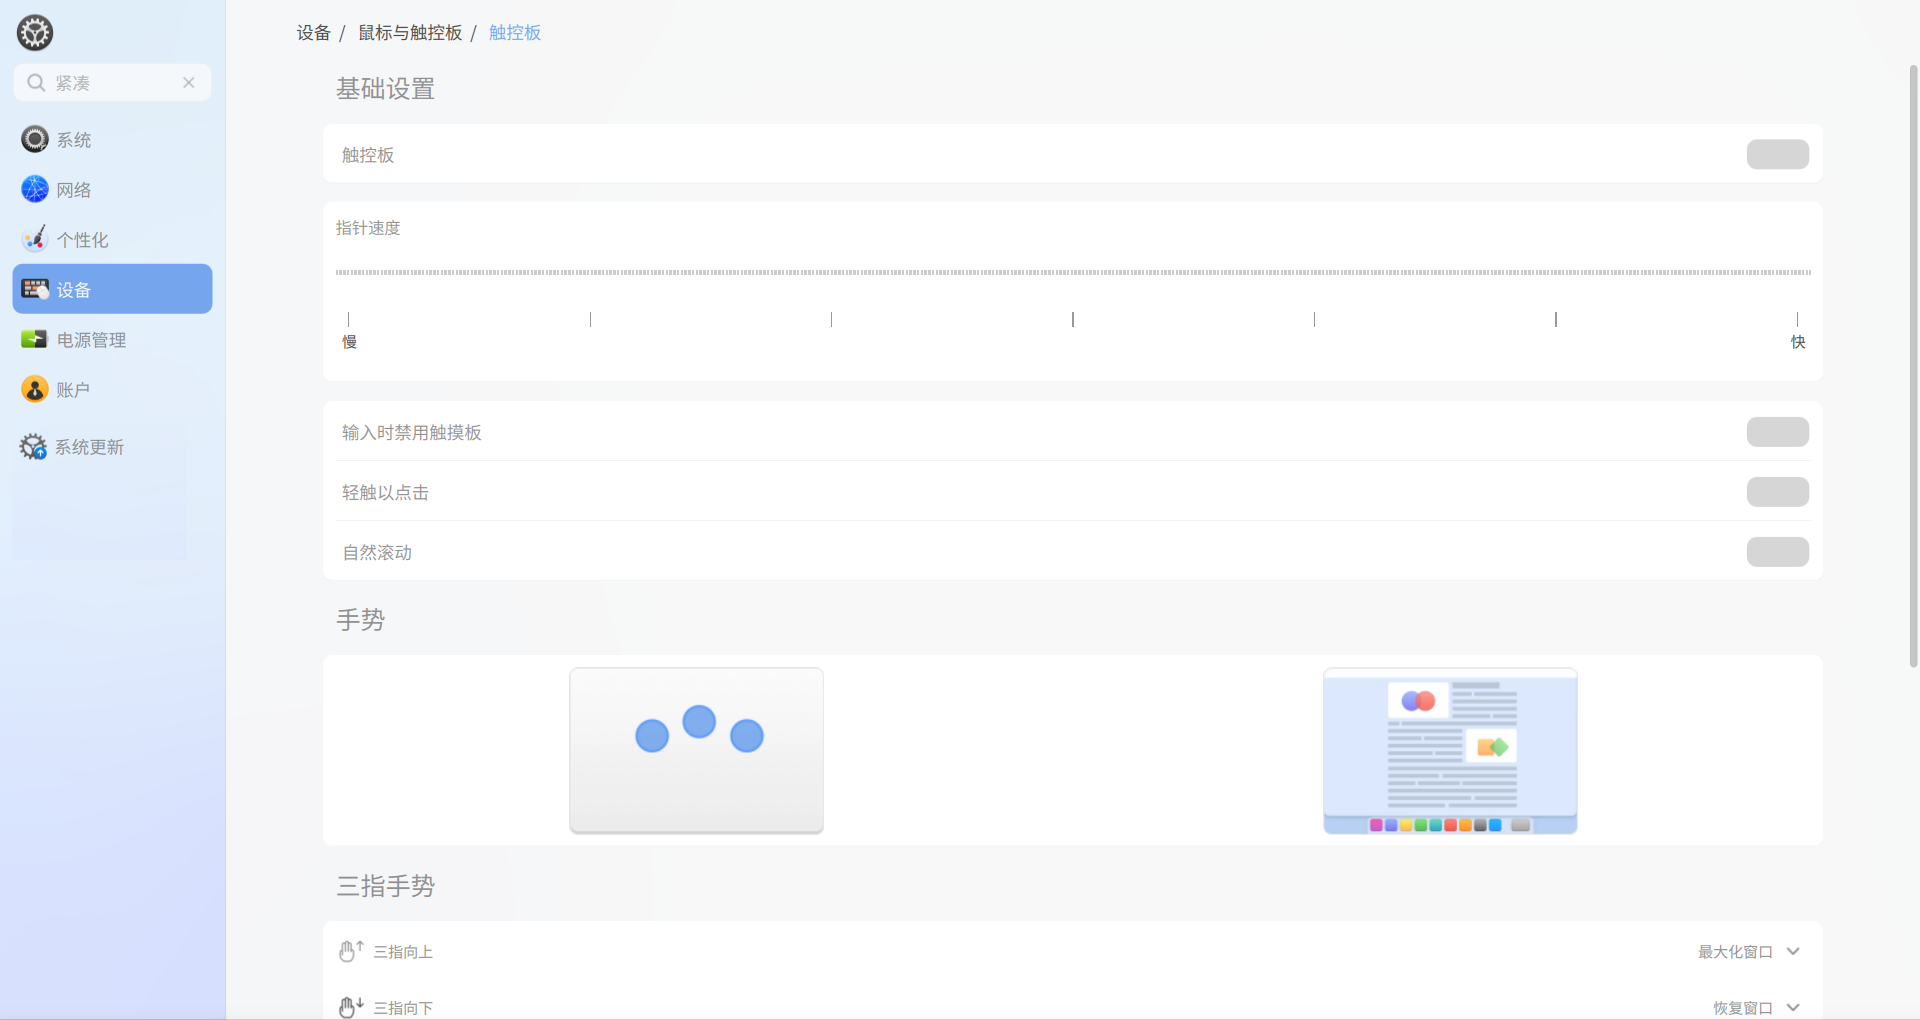 设备 / 鼠标与触控板 / 触控板
紧凑
系统
网络
个性化
设备
电源管理
账户
系统更新
基础设置
触控板
指针速度
慢 快
输入时禁用触摸板
轻触以点击
自然滚动
手势
三指手势
三指向上 最大化窗口
三指向下 恢复窗口